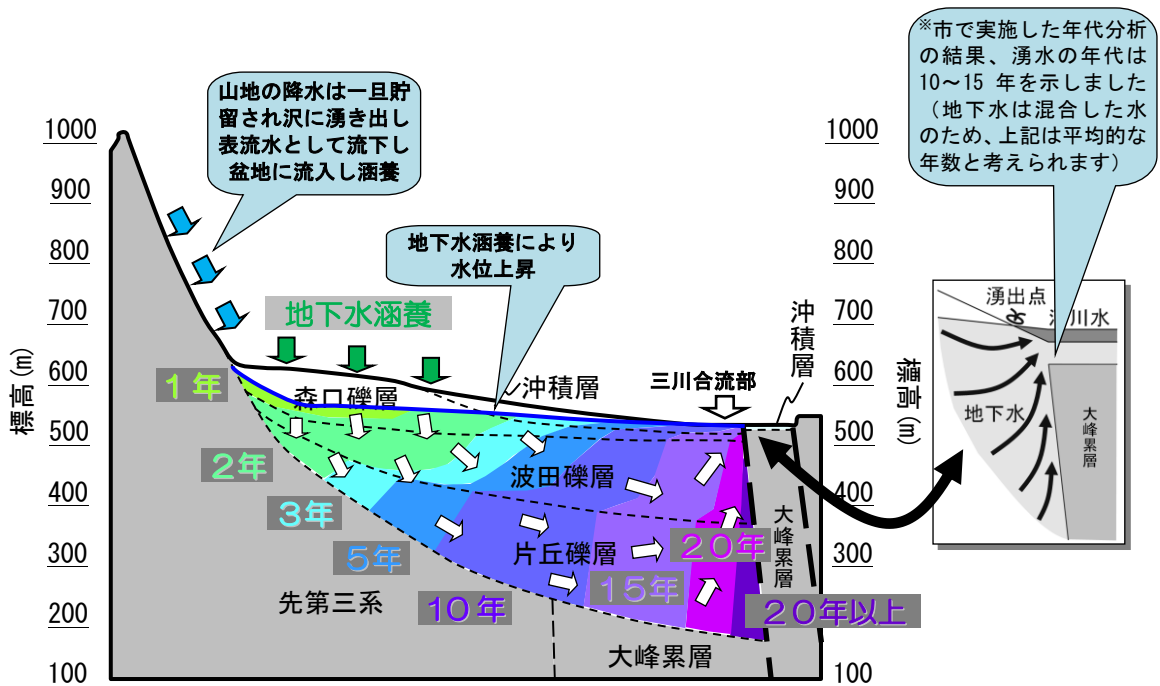 ※市で実施した年代分析
の結果、湧水の年代は
10～15 年を示しました
（地下水は混合した水
のため、上記は平均的な
年数と考えられます）
山地の降水は一旦貯
留され沢に湧き出し
表流水として流下し
盆地に流入し涵養
地下水涵養により
水位上昇
標高(m)
1000
900
800
700
600
500
400
300
200
100
地下水涵養
森口礫層
沖積層
三川合流部
沖積層
波田礫層
片丘礫層
先第三系
大峰累層
大峰累層
1年
2年
3年
5年
10年
15年
20年
20年以上
1000
900
800
700
600
500
400
300
200
100
標高(m)
湧出点
川水
地下水
大峰累層